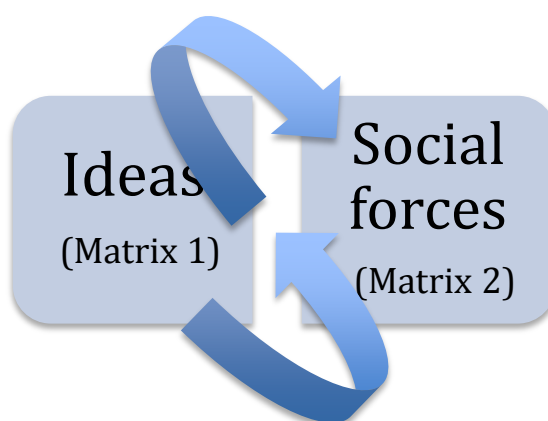 Ideas
(Matrix 1)
Social
forces
(Matrix 2)